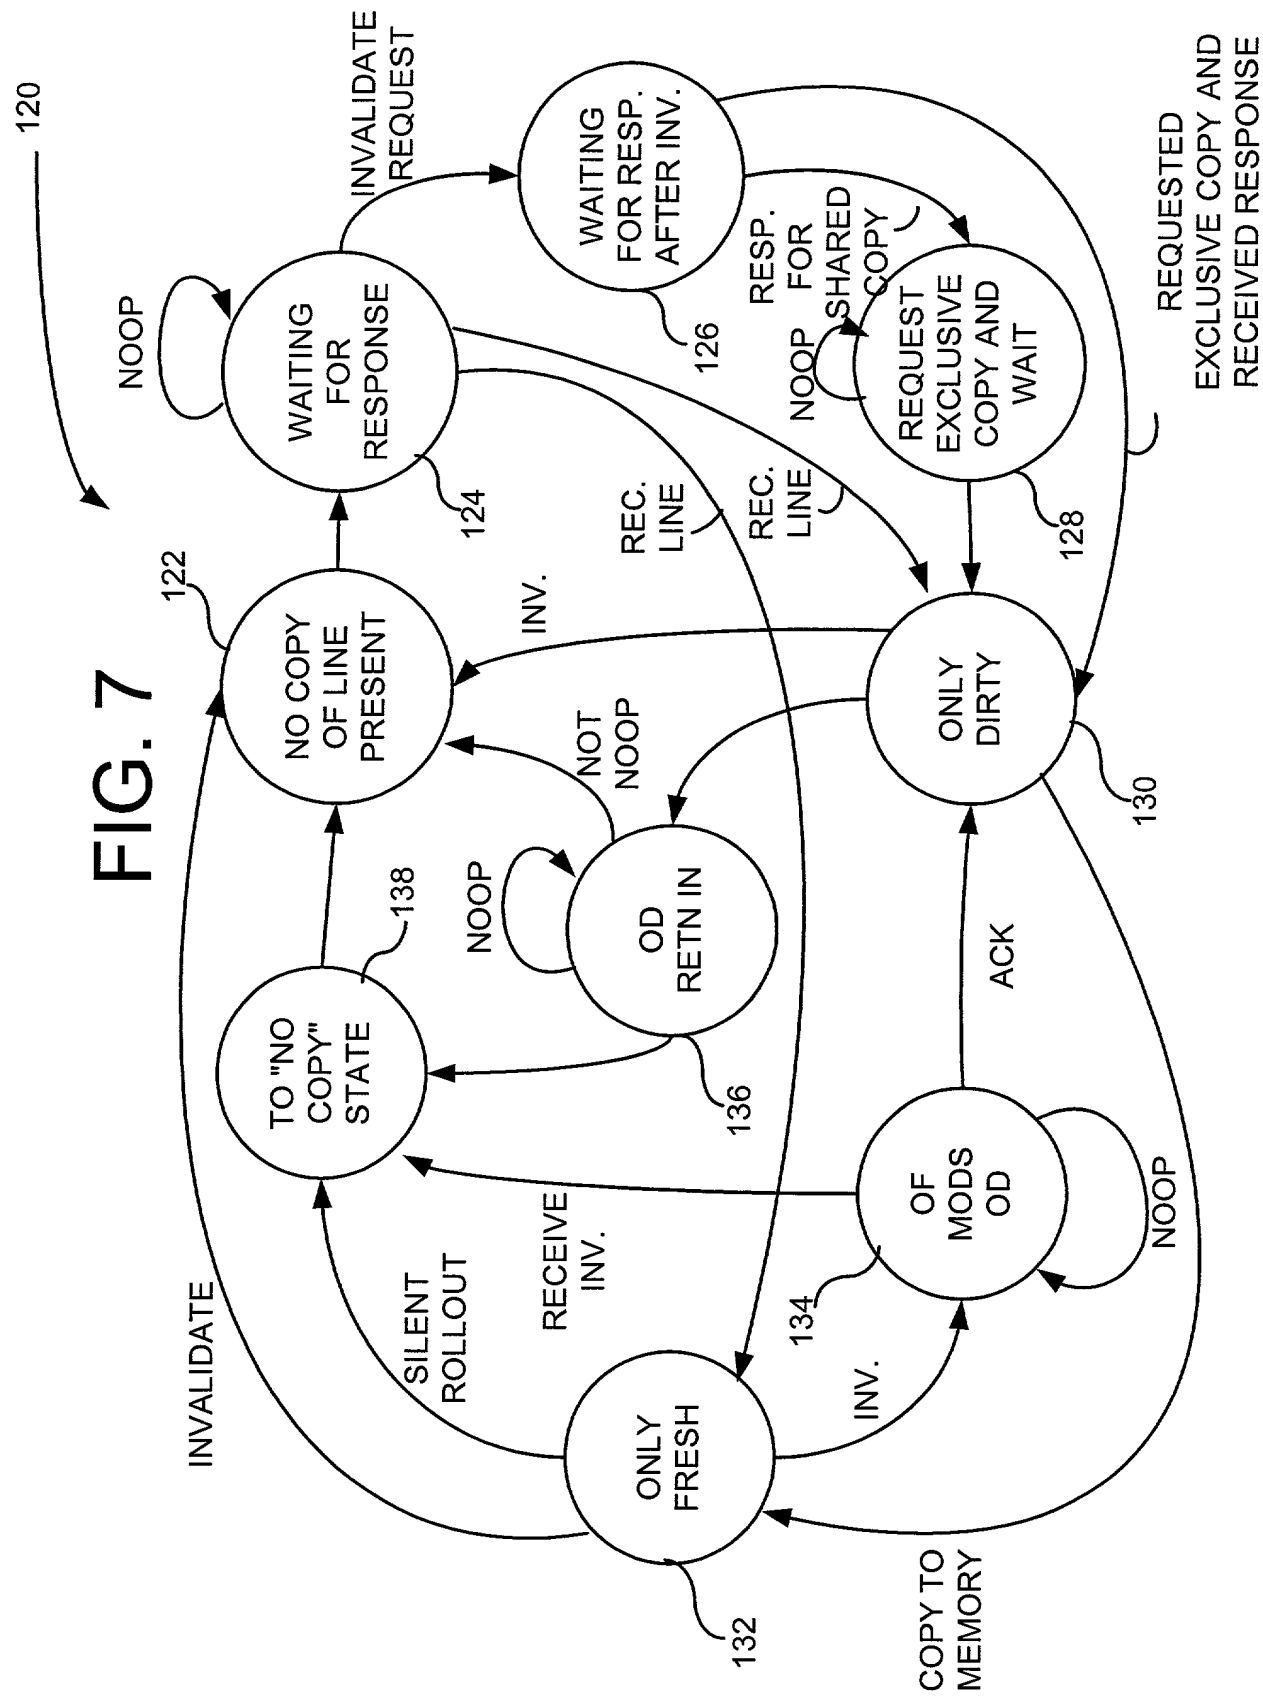 FIG. 7
120
INVALIDATE
SILENT
ROLLOUT
RECEIVE
INV.
TO "NO
COPY"
STATE
138
NO COPY
OF LINE
PRESENT
122
NOOP
WAITING
FOR
RESPONSE
124
INVALIDATE
REQUEST
WAITING
FOR RESP.
AFTER INV.
126
RESP.
FOR
SHARED
COPY
NOOP
REQUEST
EXCLUSIVE
COPY AND
WAIT
128
REQUESTED
EXCLUSIVE COPY AND
RECEIVED RESPONSE
REC.
LINE
REC.
LINE
INV.
NOT
NOOP
NOOP
OD
RETN IN
136
ONLY
DIRTY
130
ACK
OF
MODS
OD
134
NOOP
INV.
ONLY
FRESH
132
COPY TO
MEMORY